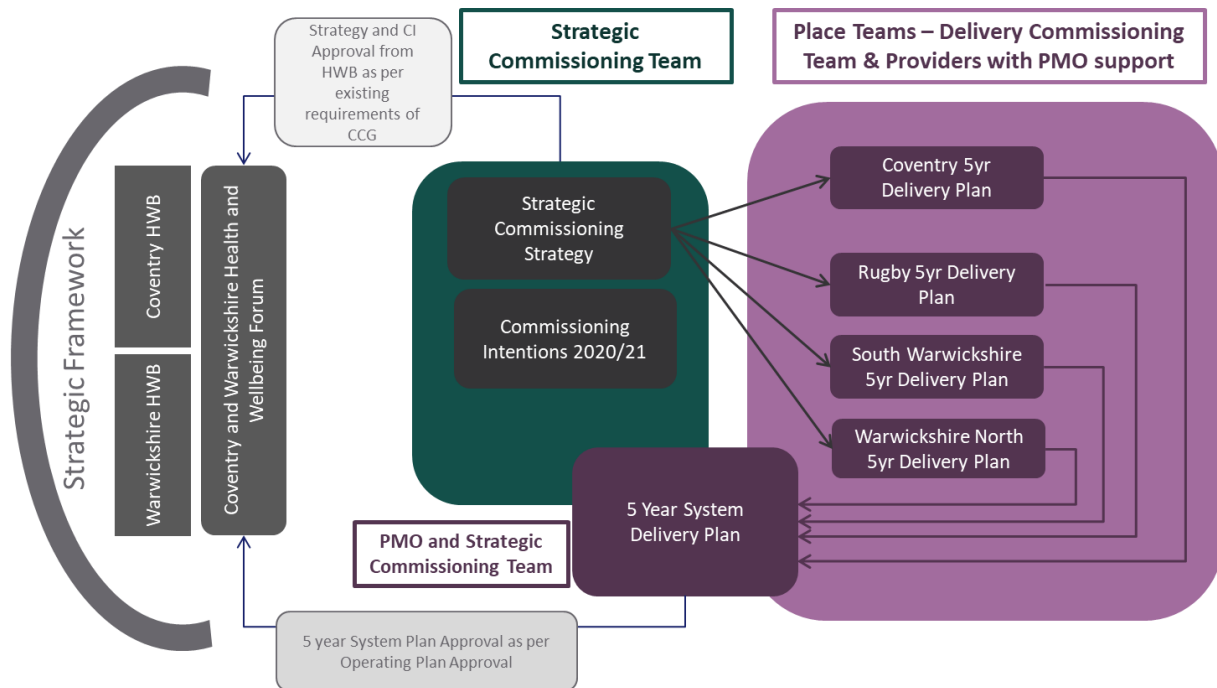 Strategy and CI
Approval from
HWB as per
existing
requirements of
CCG
Strategic
Commissioning Team
Place Teams – Delivery Commissioning
Team & Providers with PMO support
Strategic Framework
Coventry HWB
Warwickshire HWB
Coventry and Warwickshire Health and
Wellbeing Forum
Strategic
Commissioning
Strategy
Commissioning
Intentions 2020/21
Coventry 5yr
Delivery Plan
Rugby 5yr Delivery
Plan
South Warwickshire
5yr Delivery Plan
Warwickshire North
5yr Delivery Plan
5 Year System
Delivery Plan
PMO and Strategic
Commissioning Team
5 year System Plan Approval as per
Operating Plan Approval